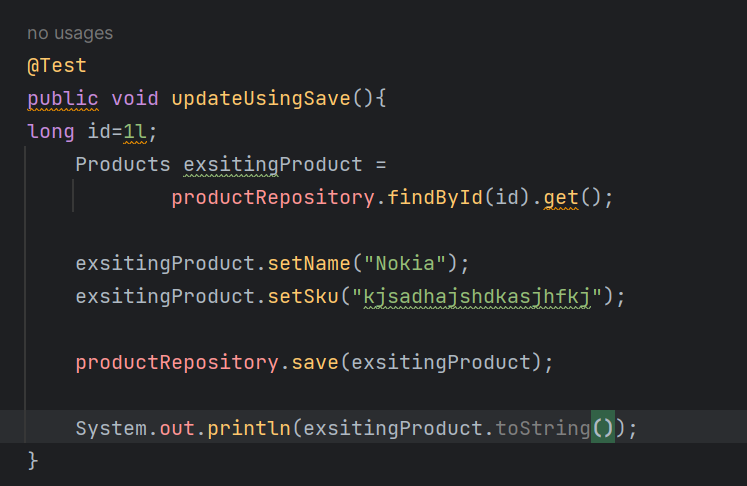 no usages
@Test
public void updateUsingSave(){
long id=1l;
Products exsitingProduct =
productRepository.findById(id).get();
exsitingProduct.setName("Nokia");
exsitingProduct.setSku("kjsadhajshdkasjhfkj");
productRepository.save(exsitingProduct);
System.out.println(exsitingProduct.toString());
}